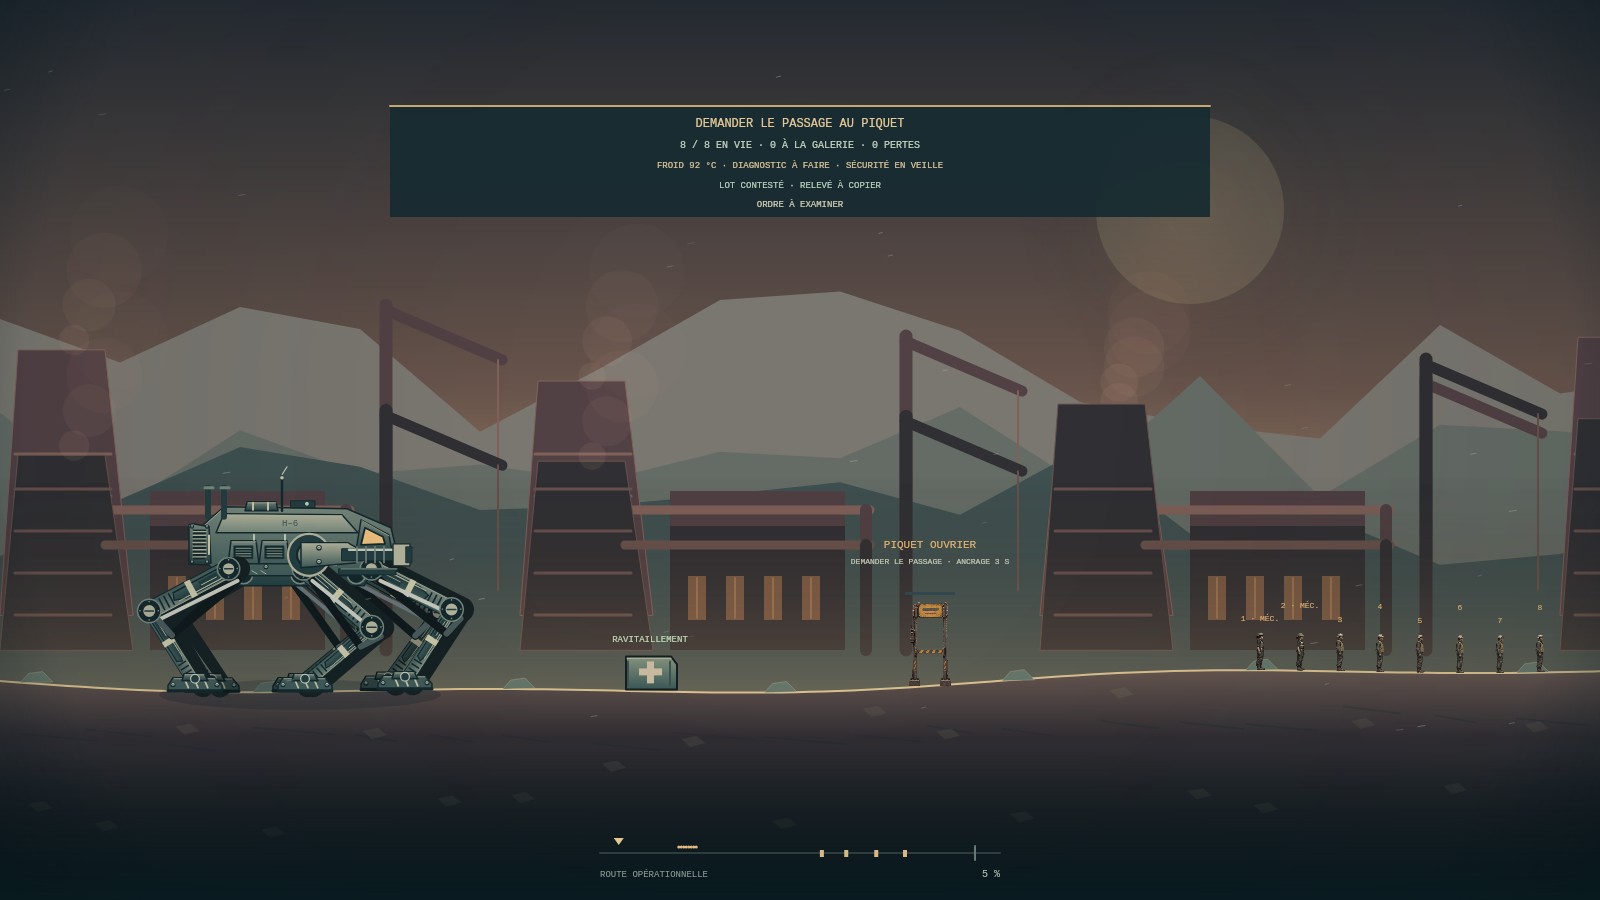 DEMANDER LE PASSAGE AU PIQUET
8 / 8 EN VIE · 0 À LA GALERIE · 0 PERTES
FROID 92 °C · DIAGNOSTIC À FAIRE · SÉCURITÉ EN VEILLE
LOT CONTESTÉ · RELEVÉ À COPIER
ORDRE À EXAMINER
H-6
PIQUET OUVRIER
DEMANDER LE PASSAGE · ANCRAGE 3 S
RAVITAILLEMENT
1 · MÉC.
2 · MÉC.
3
4
5
6
7
8
ROUTE OPÉRATIONNELLE
5 %